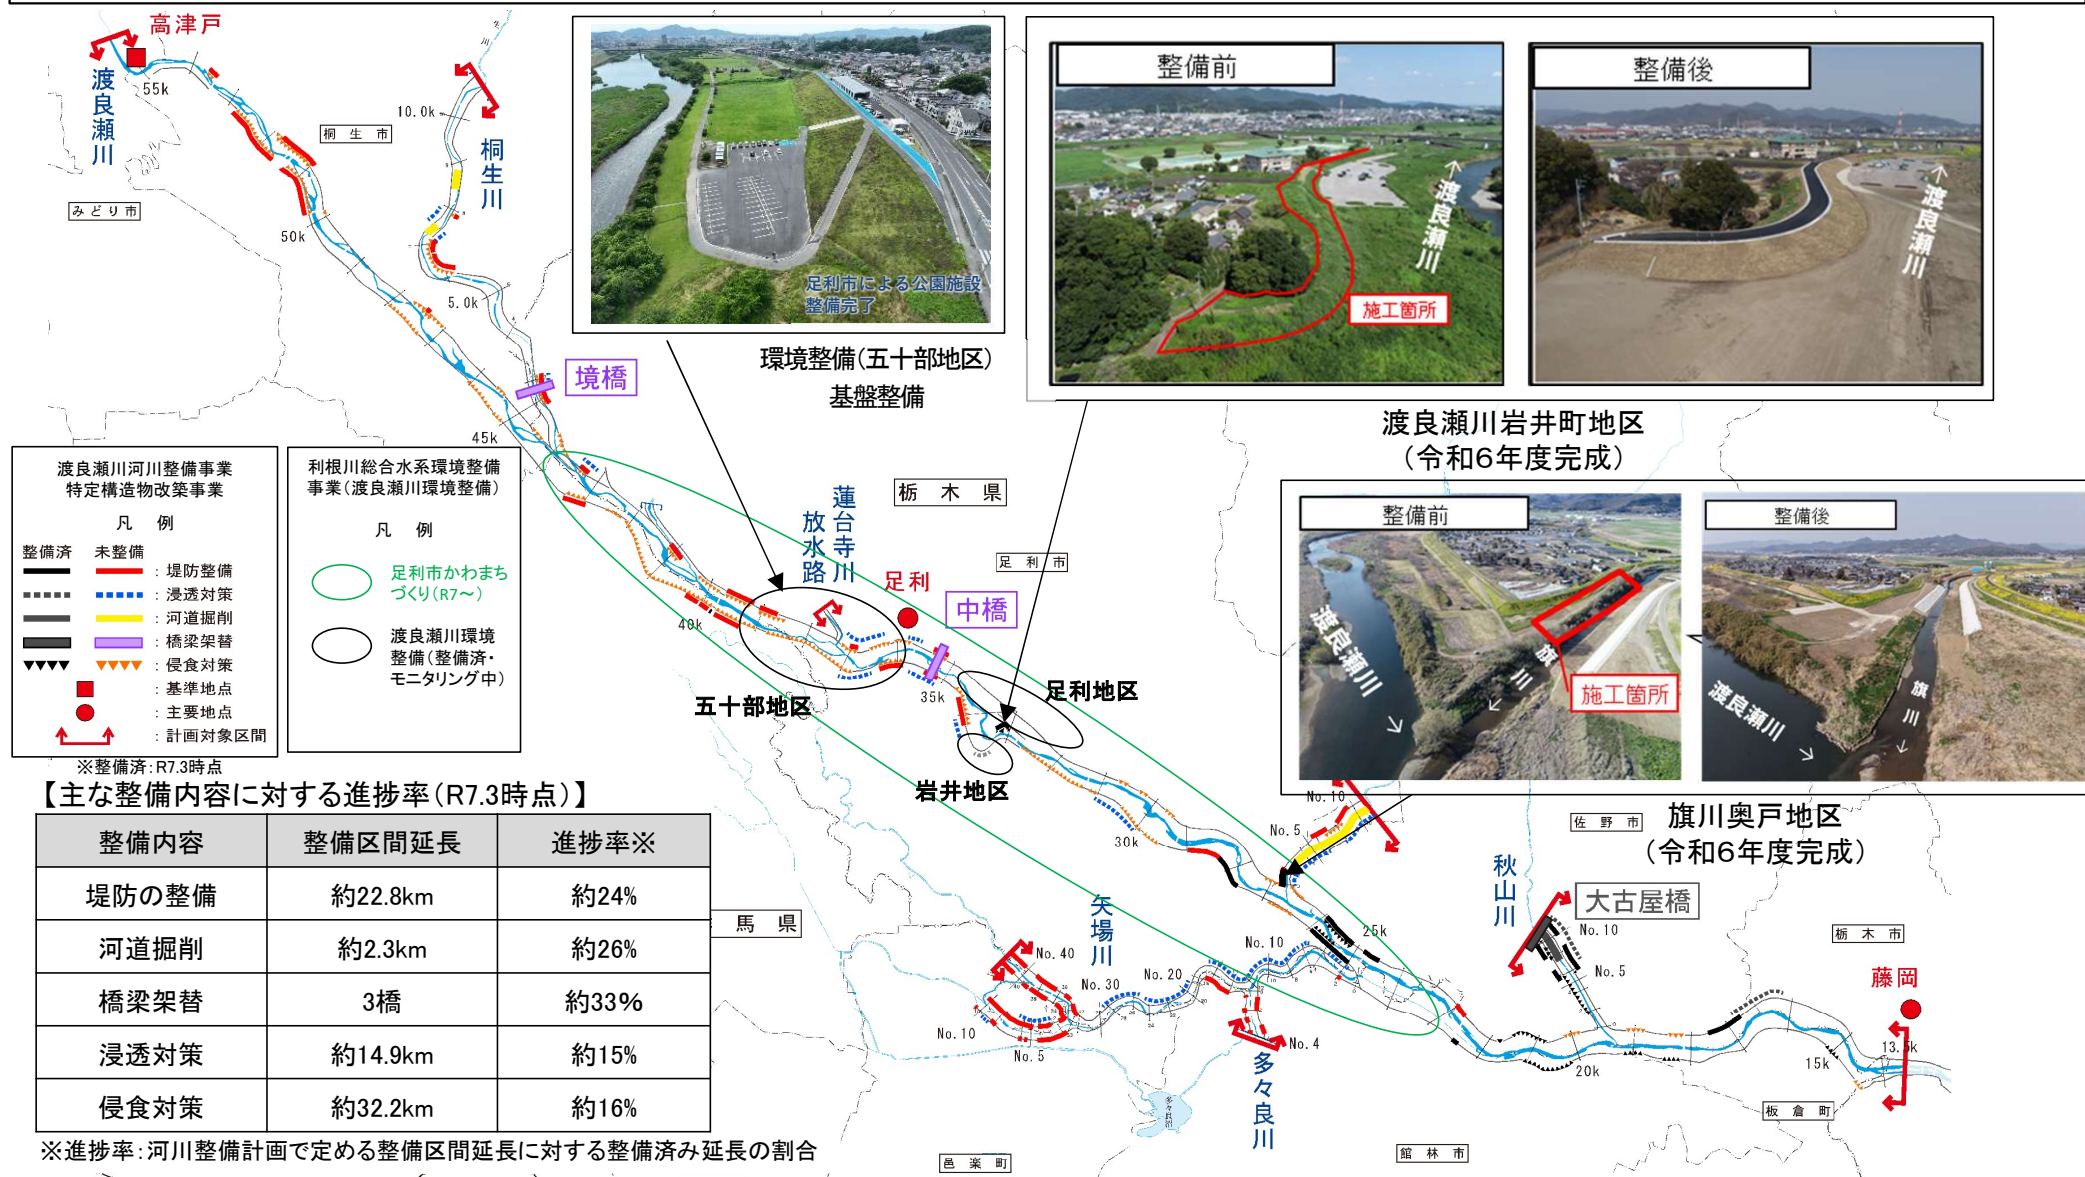 高津戸
渡良瀬川
55k
桐生市
みどり市
50k
10.0k
桐生川
5.0k
境橋
45k
足利市による公園施設
整備完了
環境整備(五十部地区)
基盤整備
整備前
施工箇所
↑渡良瀬川
整備後
↑渡良瀬川
渡良瀬川岩井町地区
(令和6年度完成)
渡良瀬川河川整備事業
特定構造物改築事業
凡 例
整備済 未整備
:堤防整備
:浸透対策
:河道掘削
:橋梁架替
:侵食対策
:基準地点
:主要地点
:計画対象区間
※整備済:R7.3時点
利根川総合水系環境整備
事業(渡良瀬川環境整備)
凡 例
足利市かわまち
づくり(R7～)
渡良瀬川環境
整備(整備済・
モニタリング中)
栃木県
蓮台寺川
放水路
足利
足利市
中橋
40k
35k
五十部地区
足利地区
岩井地区
30k
整備前
渡良瀬川
旗川
施工箇所
整備後
渡良瀬川
旗川
旗川奥戸地区
(令和6年度完成)
No.10
No.5
佐野市
秋山川
大古屋橋
No.10
No.5
栃木市
藤岡
13.5k
15k
20k
25k
板倉町
館林市
邑楽町
馬県
矢場川
No.40
No.30
No.20
No.10
No.10
No.5
No.4
多々良川
多々良沼
【主な整備内容に対する進捗率(R7.3時点)】
整備内容 整備区間延長 進捗率※
堤防の整備 約22.8km 約24%
河道掘削 約2.3km 約26%
橋梁架替 3橋 約33%
浸透対策 約14.9km 約15%
侵食対策 約32.2km 約16%
※進捗率:河川整備計画で定める整備区間延長に対する整備済み延長の割合